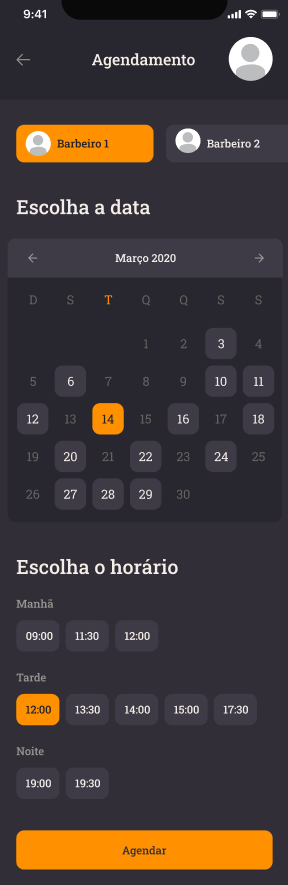 9:41
Agendamento
Barbeiro 1 Barbeiro 2
Escolha a data
Março 2020
D S T Q Q S S
1 2 3 4
5 6 7 8 9 10 11
12 13 14 15 16 17 18
19 20 21 22 23 24 25
26 27 28 29 30
Escolha o horário
Manhã
09:00 11:30 12:00
Tarde
12:00 13:30 14:00 15:00 17:30
Noite
19:00 19:30
Agendar